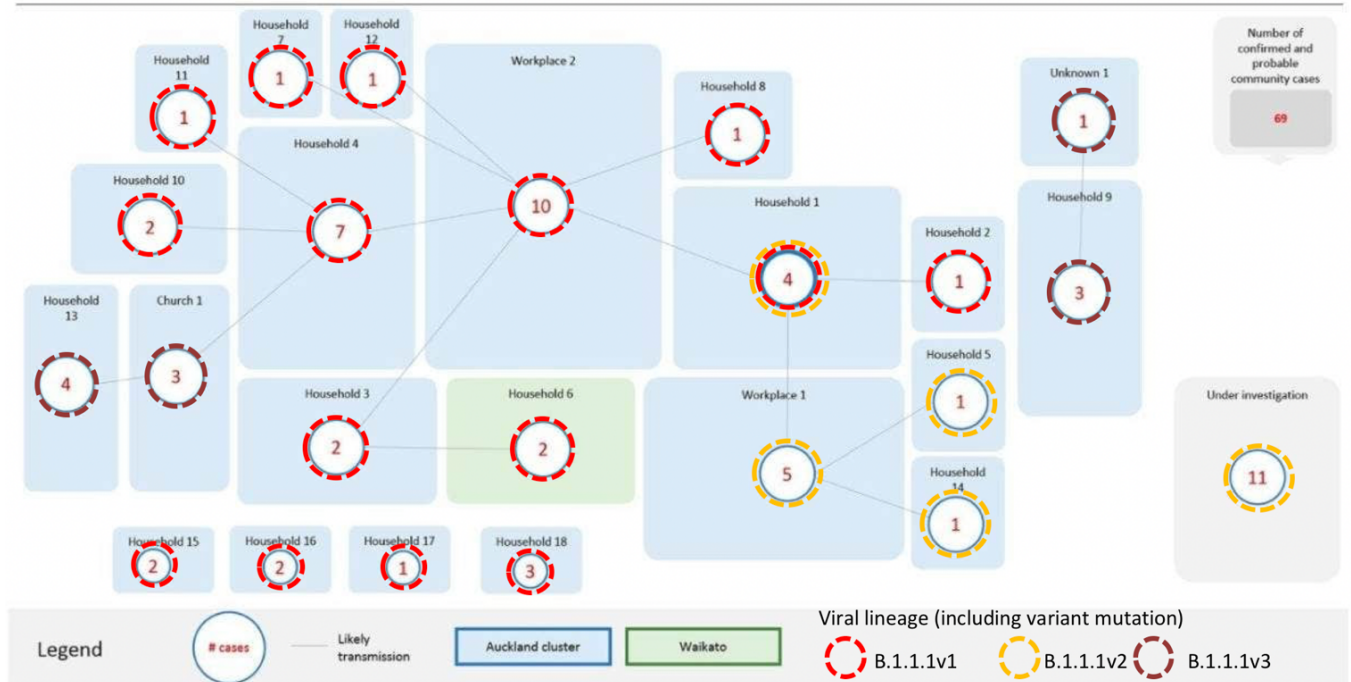 Household
7
1
Household
12
1
Household
11
1
Workplace 2
10
Household 8
1
Unknown 1
1
Number of
confirmed and
probable
community cases
69
Household 4
7
Household 10
2
Household 1
4
Household 9
3
Household 2
1
Household
13
4
Church 1
3
Household 3
2
Household 6
2
Workplace 1
5
Household 5
1
Household
14
1
Under investigation
11
Household 15
2
Household 16
2
Household 17
1
Household 18
3
Legend
# cases
Likely
transmission
Auckland cluster
Waikato
Viral lineage (including variant mutation)
B.1.1.1v1
B.1.1.1v2
B.1.1.1v3